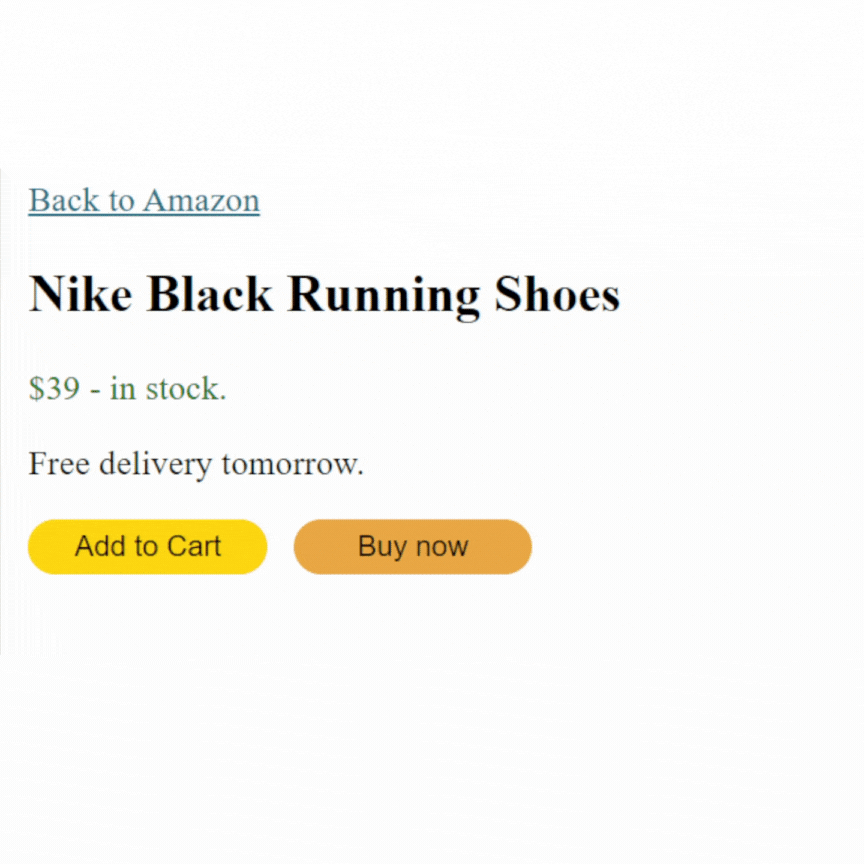 Back to Amazon
Nike Black Running Shoes
$39 - in stock.
Free delivery tomorrow.
Add to Cart Buy now